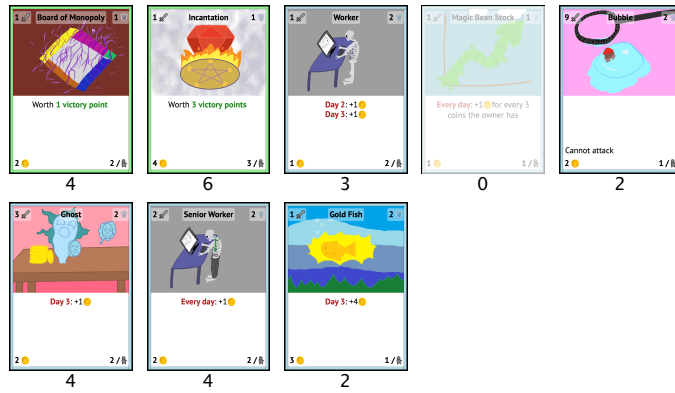 1 Board of Monopoly 1
Worth 1 victory point
2 2/
4
1 Incantation 1
Worth 3 victory points
4 3/
6
1 Worker 2
Day 2: +1
Day 3: +1
1 2/
3
1 Magic Bean Stock 1
Every day: +1 for every 3
coins the owner has
1 1/
0
9 Bubble 2
Cannot attack
2 1/
2
3 Ghost 2
Day 3: +1
2 2/
4
2 Senior Worker 2
Every day: +1
2 2/
4
1 Gold Fish 2
Day 3: +4
3 1/
2